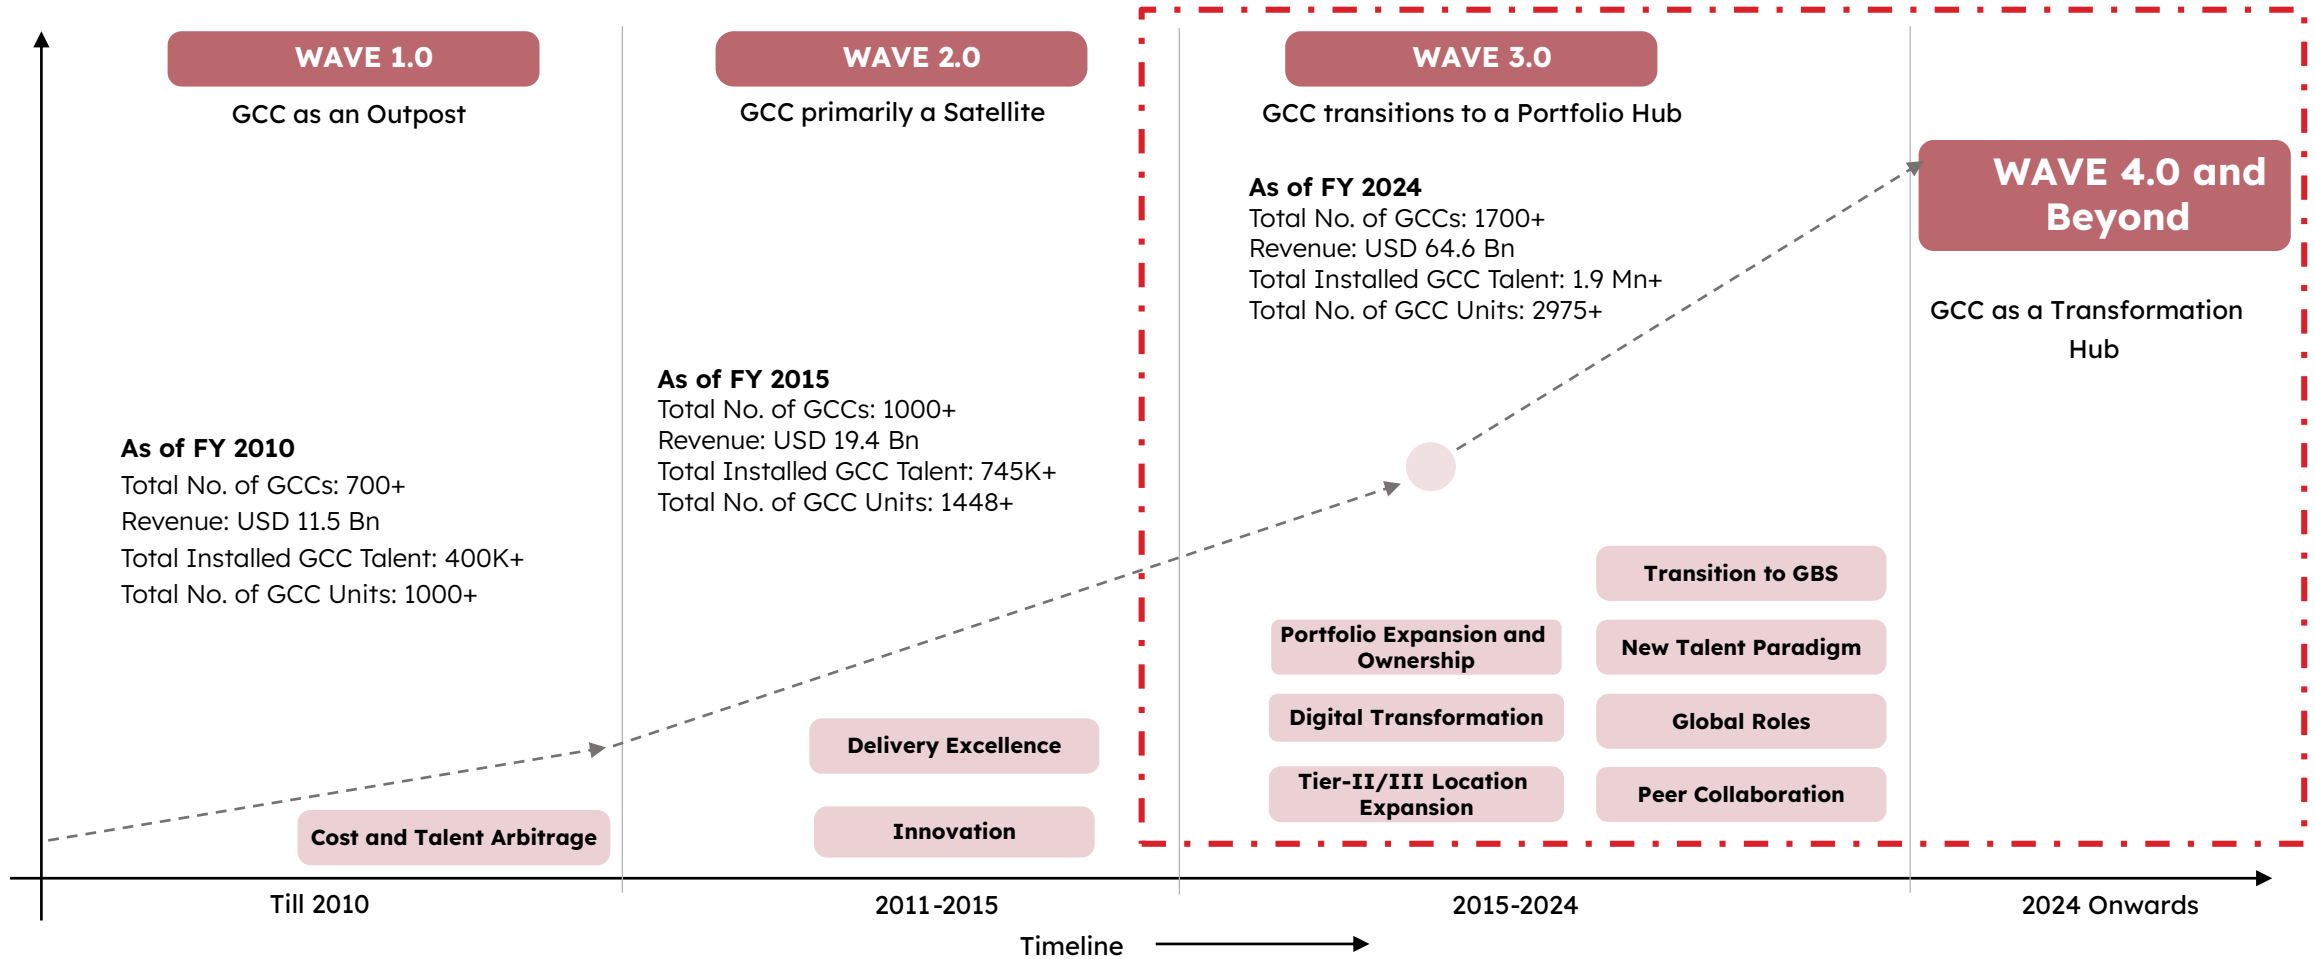 WAVE 1.0
GCC as an Outpost
As of FY 2010
Total No. of GCCs: 700+
Revenue: USD 11.5 Bn
Total Installed GCC Talent: 400K+
Total No. of GCC Units: 1000+
Cost and Talent Arbitrage
Till 2010
WAVE 2.0
GCC primarily a Satellite
As of FY 2015
Total No. of GCCs: 1000+
Revenue: USD 19.4 Bn
Total Installed GCC Talent: 745K+
Total No. of GCC Units: 1448+
Delivery Excellence
Innovation
2011-2015
WAVE 3.0
GCC transitions to a Portfolio Hub
As of FY 2024
Total No. of GCCs: 1700+
Revenue: USD 64.6 Bn
Total Installed GCC Talent: 1.9 Mn+
Total No. of GCC Units: 2975+
Portfolio Expansion and
Ownership
Digital Transformation
Tier-II/III Location
Expansion
Transition to GBS
New Talent Paradigm
Global Roles
Peer Collaboration
2015-2024
WAVE 4.0 and
Beyond
GCC as a Transformation
Hub
2024 Onwards
Timeline